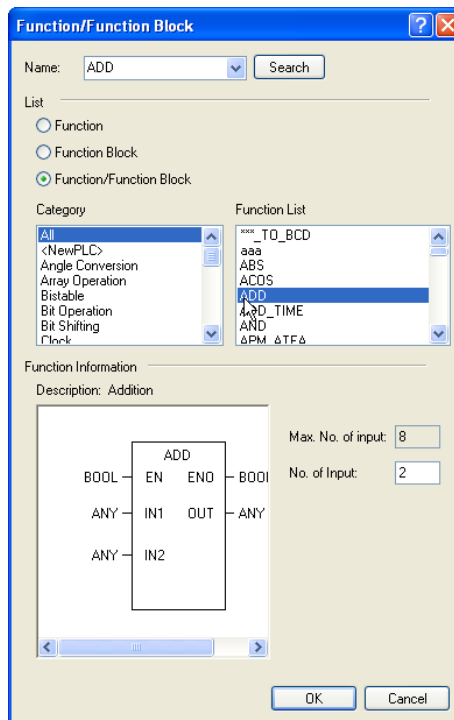 Function/Function Block
Name: ADD Search
List
Function
Function Block
Function/Function Block
Category Function List
All
<NewPLC>
Angle Conversion
Array Operation
Bistable
Bit Operation
Bit Shifting
Clock
***_TO_BCD
aaa
ABS
ACOS
ADD
ADD_TIME
AND
APM_ATEA
Function Information
Description: Addition
Max. No. of input: 8
No. of Input: 2
ADD
BOOL EN ENO BOOl
ANY IN1 OUT ANY
ANY IN2
OK Cancel